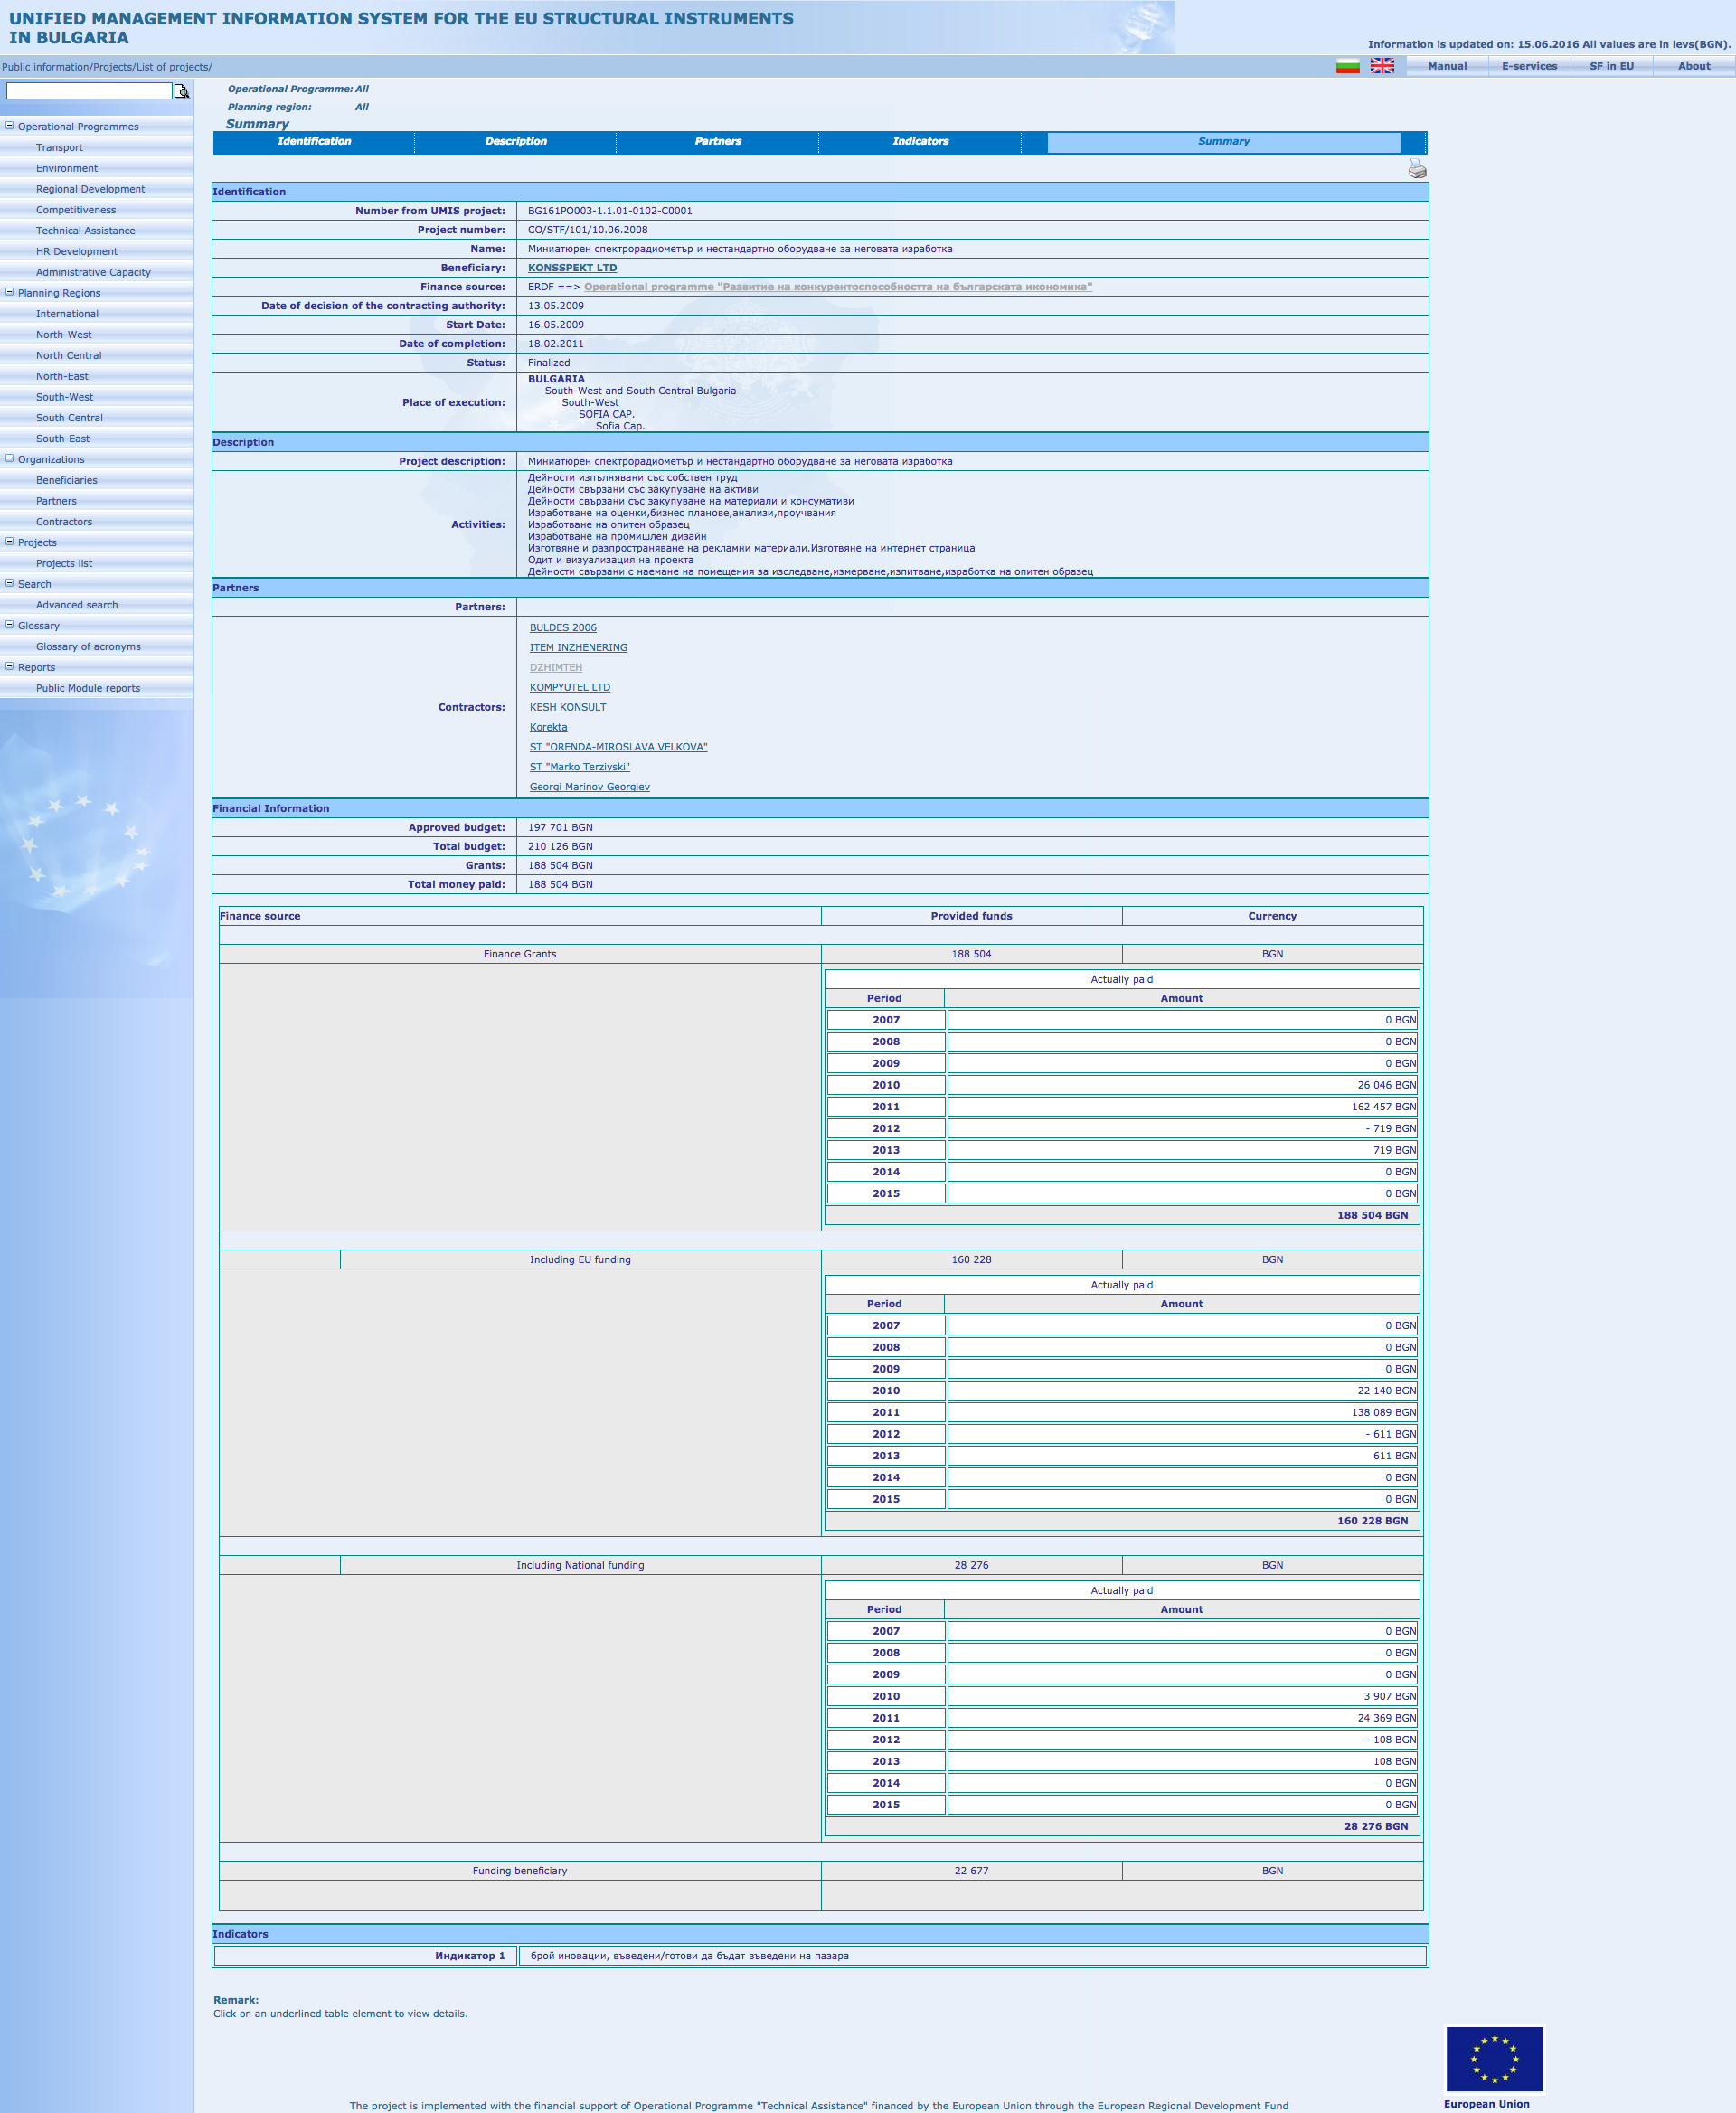 UNIFIED MANAGEMENT INFORMATION SYSTEM FOR THE EU STRUCTURAL INSTRUMENTS
IN BULGARIA
Information is updated on: 15.06.2016 All values are in levs(BGN).
Public information/Projects/List of projects/
Manual E-services SF in EU About
Operational Programmes
Transport
Environment
Regional Development
Competitiveness
Technical Assistance
HR Development
Administrative Capacity
Planning Regions
International
North-West
North Central
North-East
South-West
South Central
South-East
Organizations
Beneficiaries
Partners
Contractors
Projects
Projects list
Search
Advanced search
Glossary
Glossary of acronyms
Reports
Public Module reports
Operational Programme: All
Planning region: All
Summary
Identification Description Partners Indicators Summary
Identification
Number from UMIS project: BG161PO003-1.1.01-0102-C0001
Project number: CO/STF/101/10.06.2008
Name: Миниатюрен спектрорадиометър и нестандартно оборудване за неговата изработка
Beneficiary: KONSSPEKT LTD
Finance source: ERDF ==> Operational programme "Развитие на конкурентоспособността на българската икономика"
Date of decision of the contracting authority: 13.05.2009
Start Date: 16.05.2009
Date of completion: 18.02.2011
Status: Finalized
Place of execution: BULGARIA
South-West and South Central Bulgaria
South-West
SOFIA CAP.
Sofia Cap.
Description
Project description: Миниатюрен спектрорадиометър и нестандартно оборудване за неговата изработка
Activities: Дейности изпълнявани със собствен труд
Дейности свързани със закупуване на активи
Дейности свързани със закупуване на материали и консумативи
Изработване на оценки,бизнес планове,анализи,проучвания
Изработване на опитен образец
Изработване на промишлен дизайн
Изготвяне и разпространяване на рекламни материали.Изготвяне на интернет страница
Одит и визуализация на проекта
Дейности свързани с наемане на помещения за изследване,измерване,изпитване,изработка на опитен образец
Partners
Partners:
Contractors: BULDES 2006
ITEM INZHENERING
DZHIMTEH
KOMPYUTEL LTD
KESH KONSULT
Korekta
ST "ORENDA-MIROSLAVA VELKOVA"
ST "Marko Terziyski"
Georgi Marinov Georgiev
Financial Information
Approved budget: 197 701 BGN
Total budget: 210 126 BGN
Grants: 188 504 BGN
Total money paid: 188 504 BGN
Finance source Provided funds Currency
Finance Grants 188 504 BGN
Actually paid
Period Amount
2007 0 BGN
2008 0 BGN
2009 0 BGN
2010 26 046 BGN
2011 162 457 BGN
2012 - 719 BGN
2013 719 BGN
2014 0 BGN
2015 0 BGN
188 504 BGN
Including EU funding 160 228 BGN
Actually paid
Period Amount
2007 0 BGN
2008 0 BGN
2009 0 BGN
2010 22 140 BGN
2011 138 089 BGN
2012 - 611 BGN
2013 611 BGN
2014 0 BGN
2015 0 BGN
160 228 BGN
Including National funding 28 276 BGN
Actually paid
Period Amount
2007 0 BGN
2008 0 BGN
2009 0 BGN
2010 3 907 BGN
2011 24 369 BGN
2012 - 108 BGN
2013 108 BGN
2014 0 BGN
2015 0 BGN
28 276 BGN
Funding beneficiary 22 677 BGN
Indicators
Индикатор 1 брой иновации, въведени/готови да бъдат въведени на пазара
Remark:
Click on an underlined table element to view details.
European Union
The project is implemented with the financial support of Operational Programme "Technical Assistance" financed by the European Union through the European Regional Development Fund